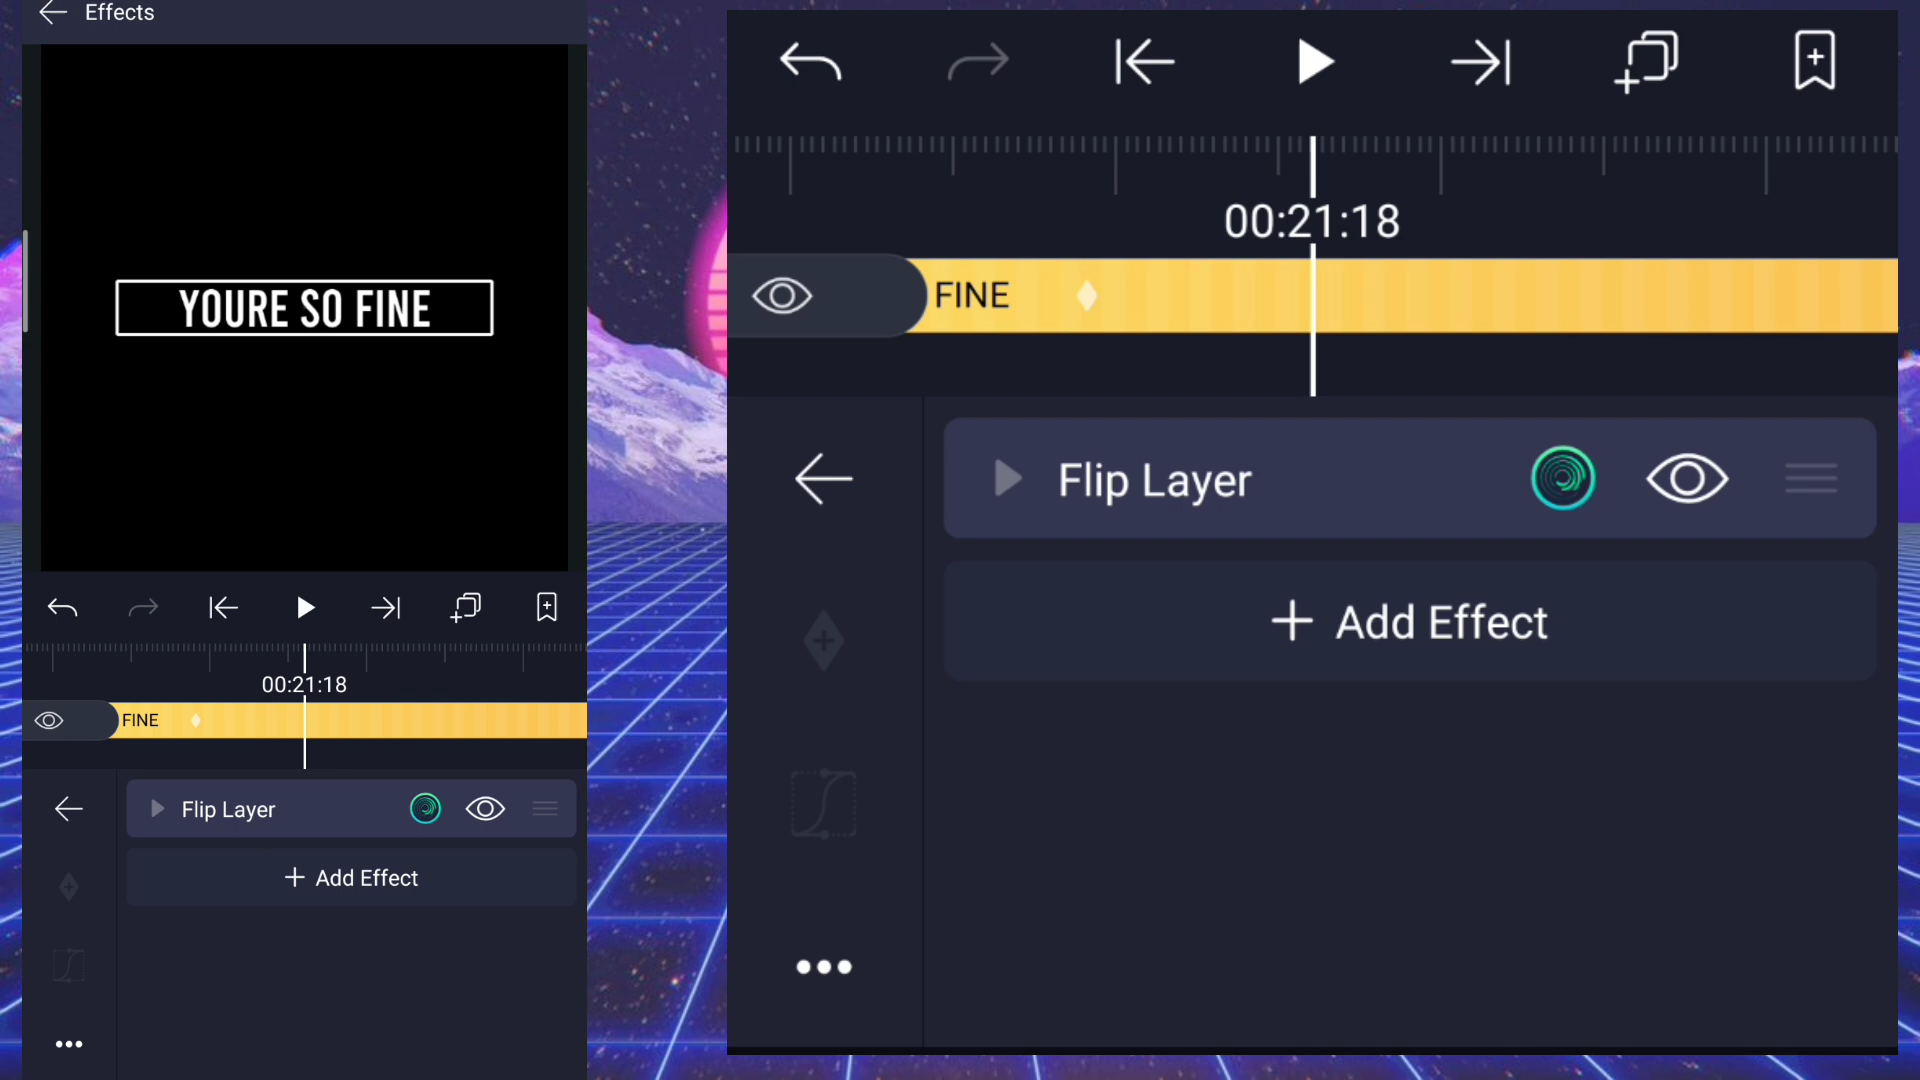 Effects
YOURE SO FINE
00:21:18
FINE
Flip Layer
Add Effect
00:21:18
FINE
Flip Layer
Add Effect